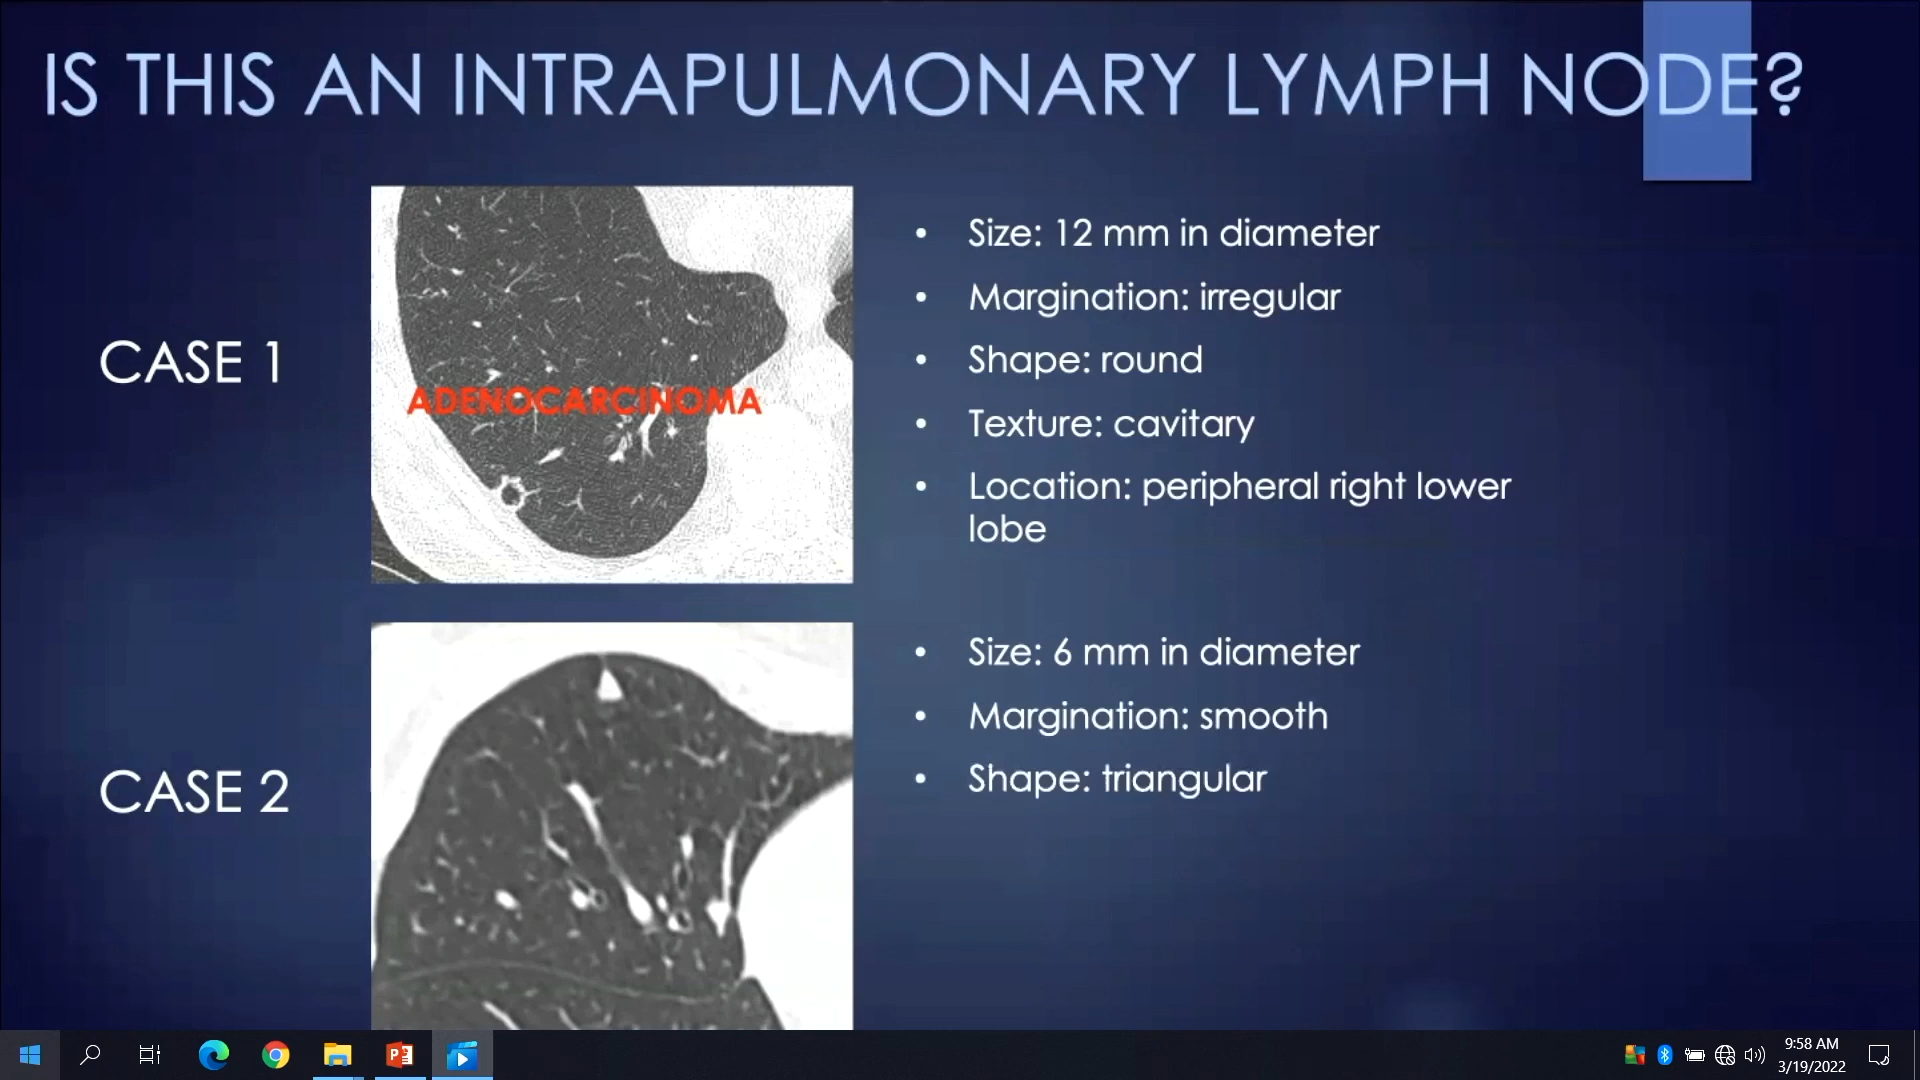 IS THIS AN INTRAPULMONARY LYMPH NODE?
CASE 1
ADENOCARCINOMA
• Size: 12 mm in diameter
• Margination: irregular
• Shape: round
• Texture: cavitary
• Location: peripheral right lower
lobe
CASE 2
• Size: 6 mm in diameter
• Margination: smooth
• Shape: triangular
9:58 AM
3/19/2022